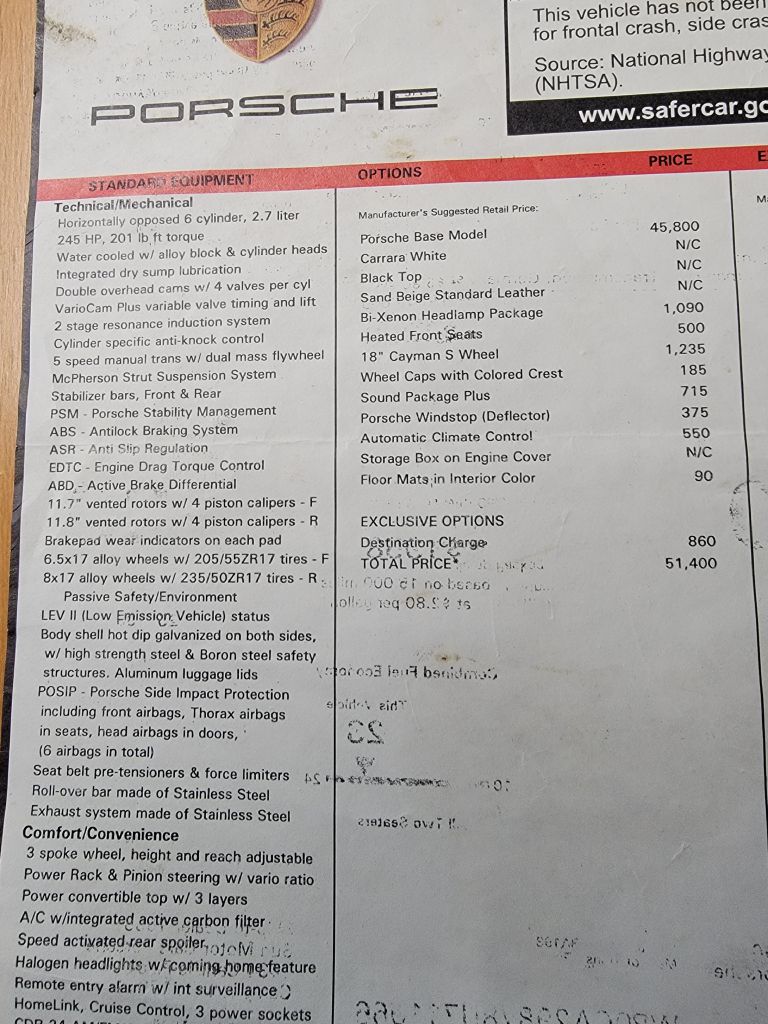 PORSCHE
This vehicle has not been
for frontal crash, side cras
Source: National Highway
(NHTSA).
www.safercar.go
STANDARD EQUIPMENT
OPTIONS
PRICE
E
Technical/Mechanical
Horizontally opposed 6 cylinder, 2.7 liter
245 HP, 201 lb ft torque
Water cooled w/ alloy block & cylinder heads
Integrated dry sump lubrication
Double overhead cams w/ 4 valves per cyl
VarioCam Plus variable valve timing and lift
2 stage resonance induction system
Cylinder specific anti-knock control
5 speed manual trans w/ dual mass flywheel
McPherson Strut Suspension System
Stabilizer bars, Front & Rear
PSM - Porsche Stability Management
ABS - Antilock Braking System
ASR - Anti Slip Regulation
EDTC - Engine Drag Torque Control
ABD - Active Brake Differential
11.7" vented rotors w/ 4 piston calipers - F
11.8" vented rotors w/ 4 piston calipers - R
Brakepad wear indicators on each pad
6.5x17 alloy wheels w/ 205/55ZR17 tires - F
8x17 alloy wheels w/ 235/50ZR17 tires - R
Passive Safety/Environment
LEV II (Low Emission Vehicle) status
Body shell hot dip galvanized on both sides,
w/ high strength steel & Boron steel safety
structures. Aluminum luggage lids
POSIP - Porsche Side Impact Protection
including front airbags, Thorax airbags
in seats, head airbags in doors,
(6 airbags in total)
Seat belt pre-tensioners & force limiters
Roll-over bar made of Stainless Steel
Exhaust system made of Stainless Steel
Comfort/Convenience
3 spoke wheel, height and reach adjustable
Power Rack & Pinion steering w/ vario ratio
Power convertible top w/ 3 layers
A/C w/integrated active carbon filter
Speed activated rear spoiler
Halogen headlights w/ coming home feature
Remote entry alarm w/ int surveillance
HomeLink, Cruise Control, 3 power sockets
Manufacturer's Suggested Retail Price:
Porsche Base Model 45,800
Carrara White N/C
Black Top N/C
Sand Beige Standard Leather N/C
Bi-Xenon Headlamp Package 1,090
Heated Front Seats 500
18" Cayman S Wheel 1,235
Wheel Caps with Colored Crest 185
Sound Package Plus 715
Porsche Windstop (Deflector) 375
Automatic Climate Control 550
Storage Box on Engine Cover N/C
Floor Mats in Interior Color 90
EXCLUSIVE OPTIONS
Destination Charge 860
TOTAL PRICE* 51,400